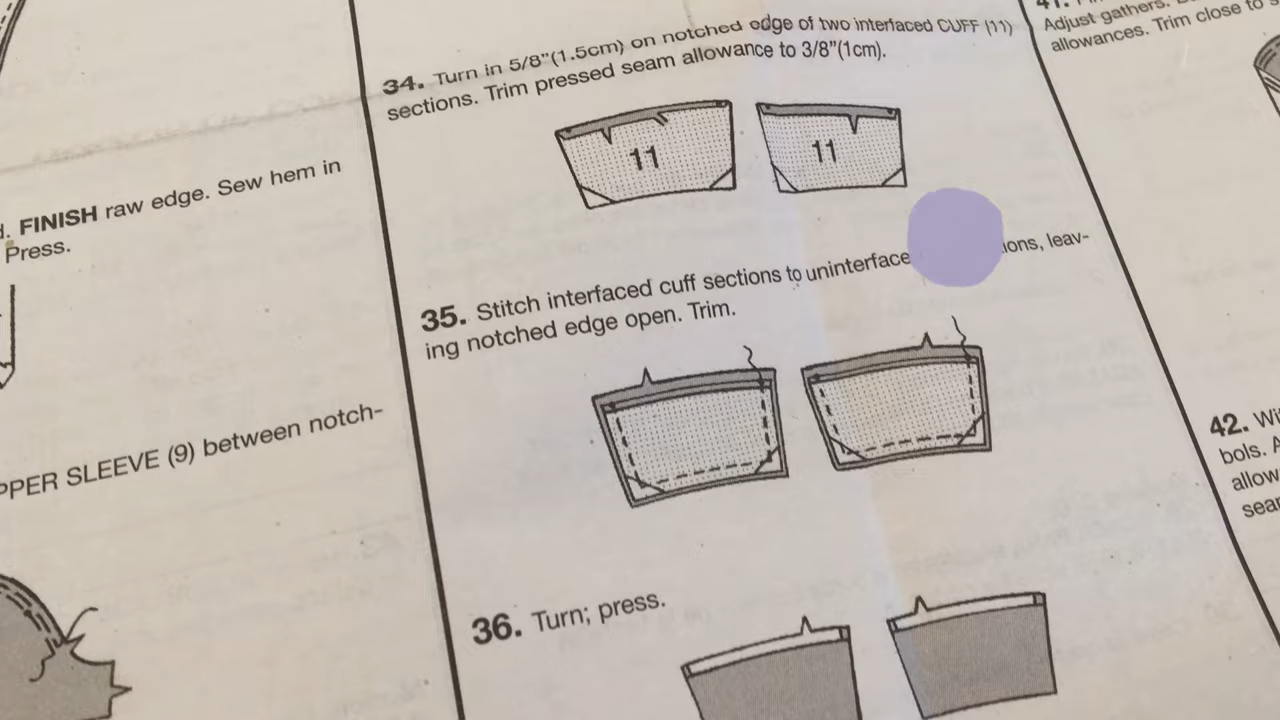 d. FINISH raw edge. Sew hem in
Press.
PPER SLEEVE (9) between notch-
34. Turn in 5/8"(1.5cm) on notched edge of two interfaced CUFF (11)
sections. Trim pressed seam allowance to 3/8"(1cm).
11
11
35. Stitch interfaced cuff sections to uninterface ions, leav-
ing notched edge open. Trim.
36. Turn; press.
41.
Adjust gathers.
allowances. Trim close to s
42. Wi
bols. A
allow
sea